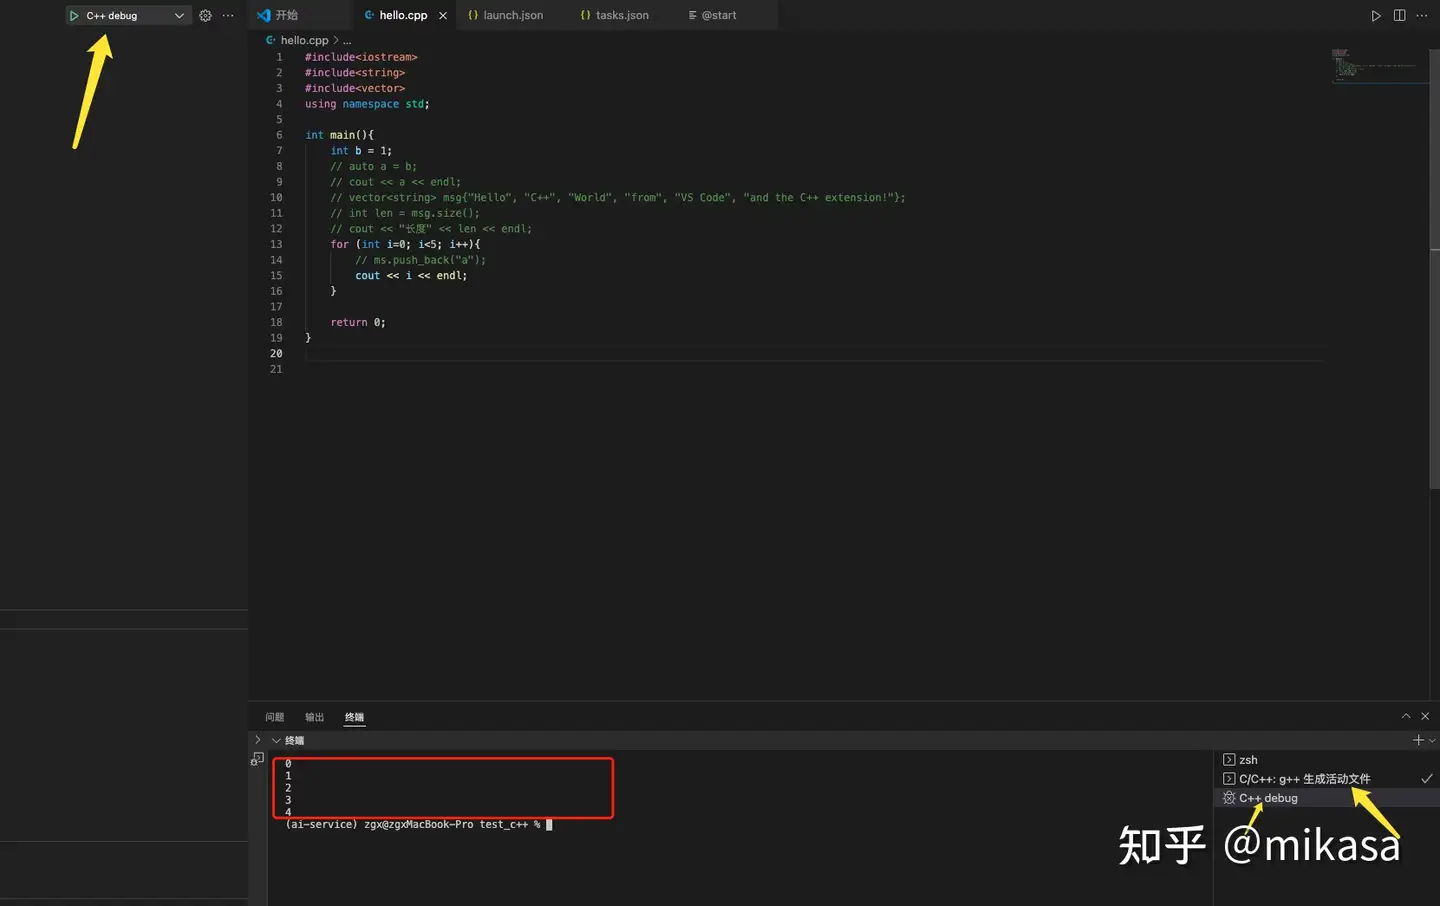 C++ debug
开始
hello.cpp
launch.json
tasks.json
@start
hello.cpp > ...
1 #include<iostream>
2 #include<string>
3 #include<vector>
4 using namespace std;
5
6 int main(){
7 int b = 1;
8 // auto a = b;
9 // cout << a << endl;
10 // vector<string> msg{"Hello", "C++", "World", "from", "VS Code", "and the C++ extension!"};
11 // int len = msg.size();
12 // cout << "长度" << len << endl;
13 for (int i=0; i<5; i++){
14 // ms.push_back("a");
15 cout << i << endl;
16 }
17
18 return 0;
19 }
20
21
问题 输出 终端
终端
0
1
2
3
4
(ai-service) zgx@zgxMacBook-Pro test_c++ %
zsh
C/C++: g++ 生成活动文件
C++ debug
知乎 @mikasa